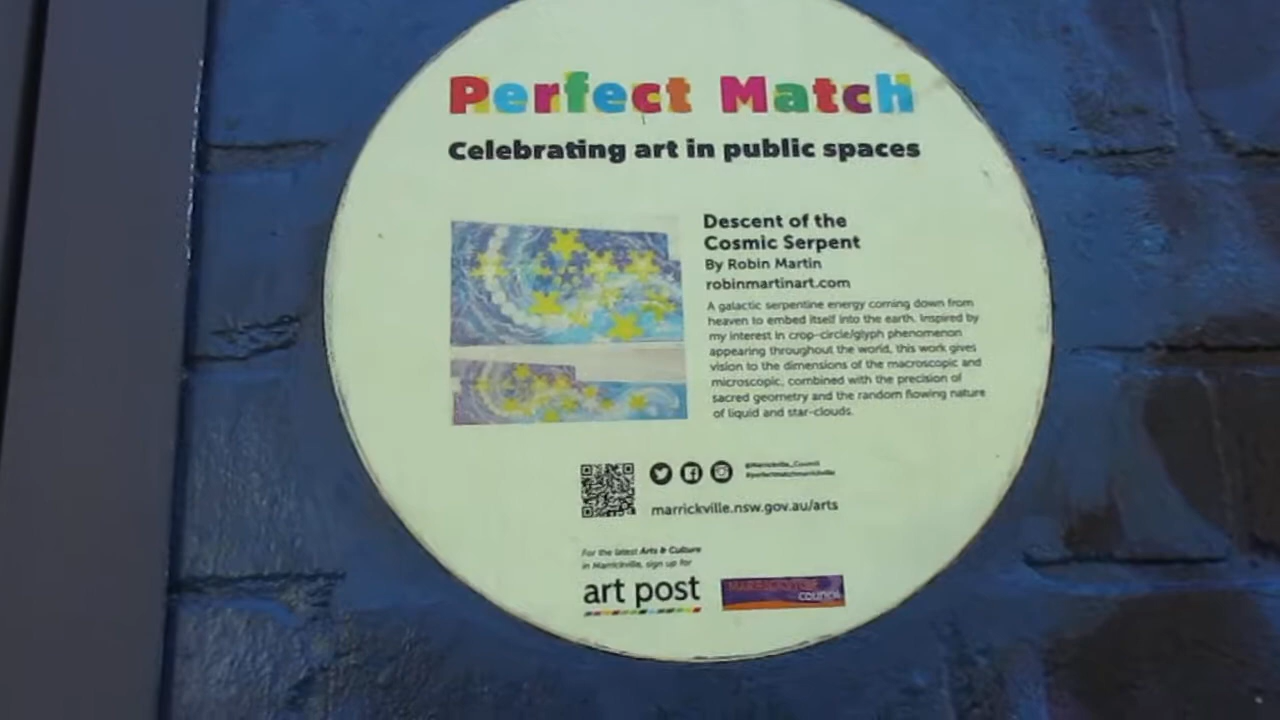 Perfect Match
Celebrating art in public spaces
Descent of the
Cosmic Serpent
By Robin Martin
robinmartinart.com
A galactic serpentine energy coming down from
heaven to embed itself into the earth. Inspired by
my interest in crop-circle/glyph phenomenon
appearing throughout the world, this work gives
vision to the dimensions of the macroscopic and
microscopic, combined with the precision of
sacred geometry and the random flowing nature
of liquid and star-clouds.
@Marrickville_Council
#perfectmatchmarrickville
marrickville.nsw.gov.au/arts
For the latest Arts & Culture
in Marrickville, sign up for
art post
MARRICKVILLE
COUNCIL